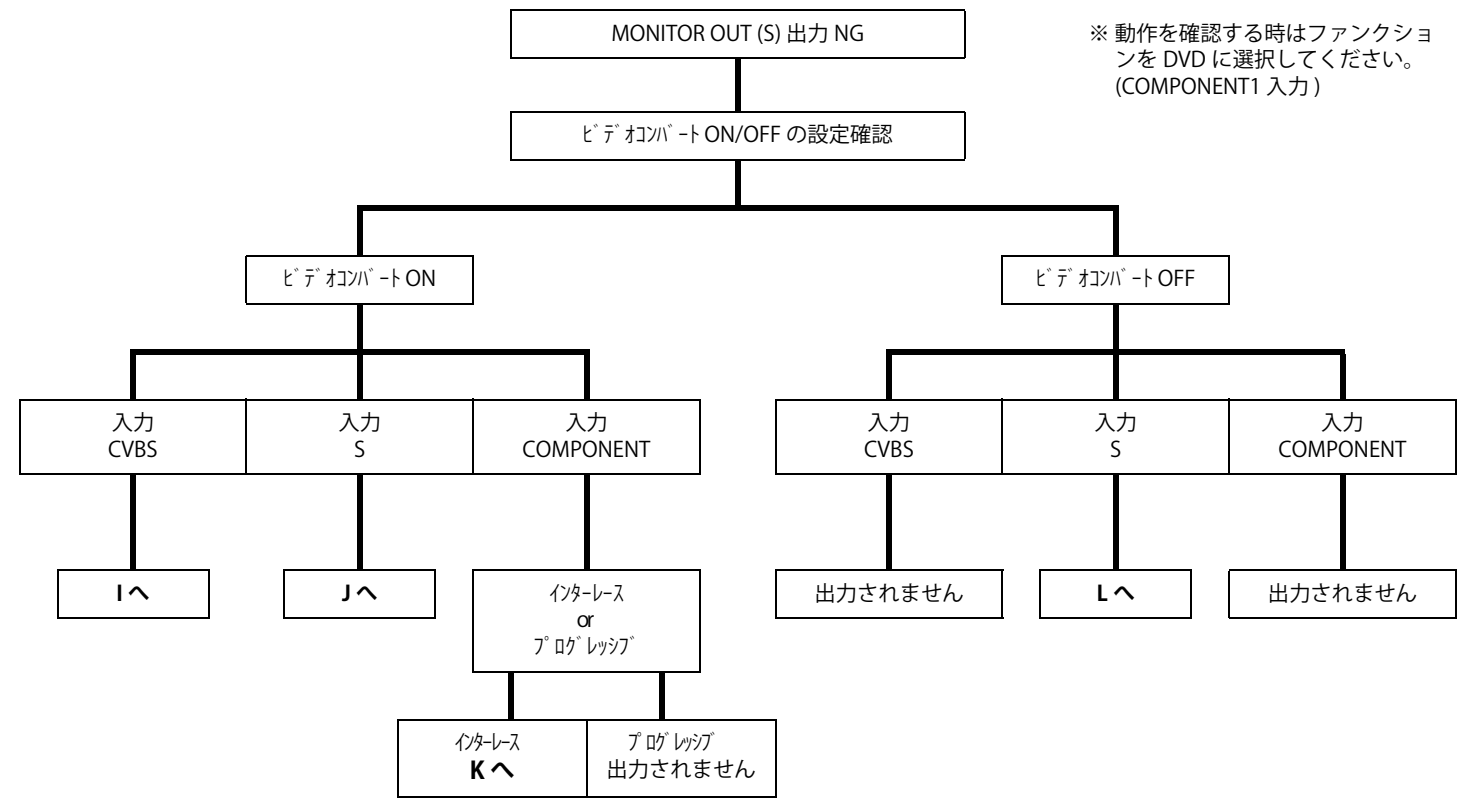 MONITOR OUT (S) 出力 NG
※ 動作を確認する時はファンクショ
ンを DVD に選択してください。
(COMPONENT1 入力 )
ﾋﾞﾃﾞｵｺﾝﾊﾞｰﾄ ON/OFF の設定確認
ﾋﾞﾃﾞｵｺﾝﾊﾞｰﾄ ON
ﾋﾞﾃﾞｵｺﾝﾊﾞｰﾄ OFF
入力
CVBS
入力
S
入力
COMPONENT
入力
CVBS
入力
S
入力
COMPONENT
I へ
J へ
ｲﾝﾀｰﾚｰｽ
or
ﾌﾟﾛｸﾞﾚｯｼﾌﾞ
出力されません
L へ
出力されません
ｲﾝﾀｰﾚｰｽ
K へ
ﾌﾟﾛｸﾞﾚｯｼﾌﾞ
出力されません